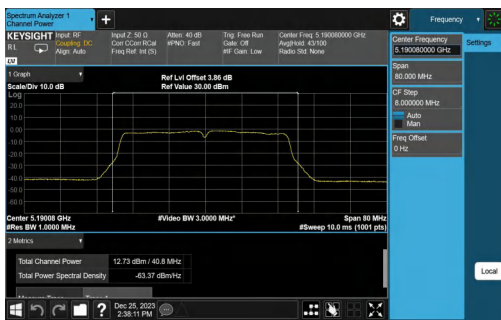 Spectrum Analyzer 1
Channel Power
Frequency
KEYSIGHT
Input: RF
Input Z: 50 Ω
Atten: 40 dB
Trig: Free Run
Center Freq: 5.190080000 GHz
RL
Coupling: DC
Corr CCorr RCal
#PNO: Fast
Gate: Off
Avg|Hold: 43/100
Align: Auto
Freq Ref: Int (S)
#IF Gain: Low
Radio Std: None
Center Frequency
5.190080000 GHz
Settings
Span
80.000 MHz
CF Step
8.000000 MHz
Auto
Man
Freq Offset
0 Hz
1 Graph
Ref Lvl Offset 3.86 dB
Scale/Div 10.0 dB
Ref Value 30.00 dBm
Log
20.0
10.0
0.00
-10.0
-20.0
-30.0
-40.0
-50.0
-60.0
Center 5.19008 GHz
#Video BW 3.0000 MHz*
Span 80 MHz
#Res BW 1.0000 MHz
#Sweep 10.0 ms (1001 pts)
2 Metrics
Total Channel Power
12.73 dBm / 40.8 MHz
Total Power Spectral Density
-63.37 dBm/Hz
Local
?
Dec 25, 2023
2:38:11 PM